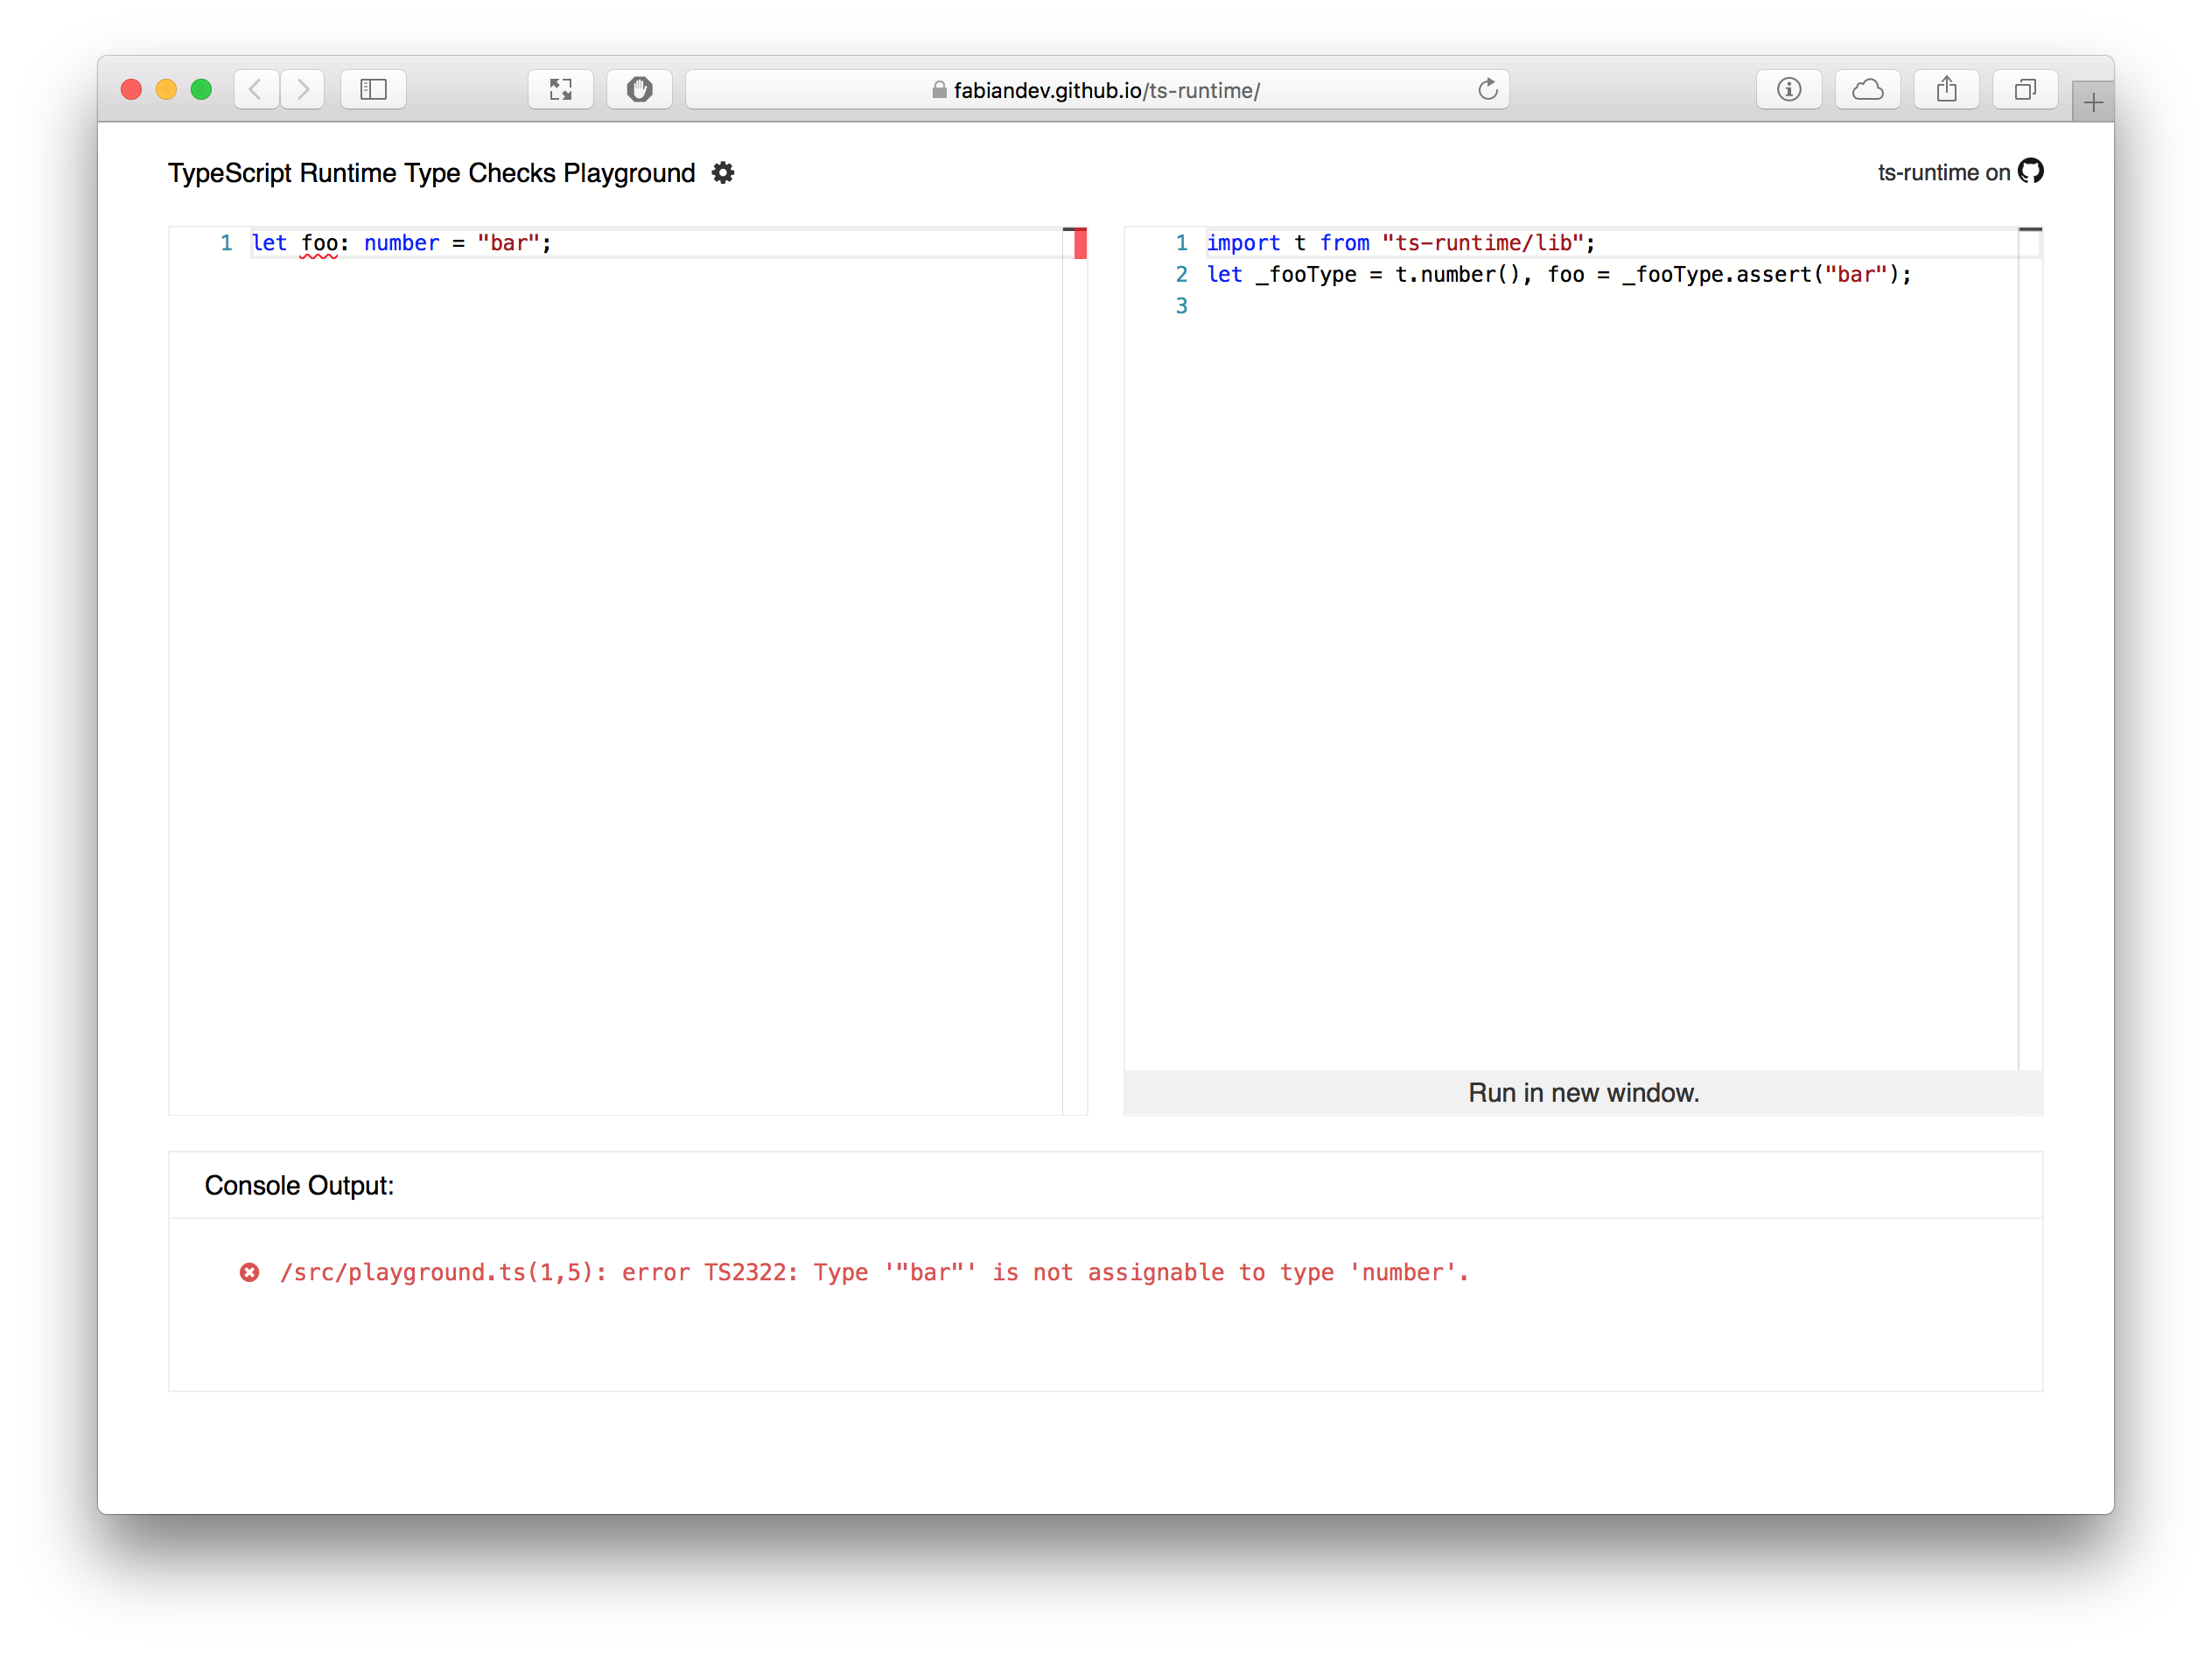 fabiandev.github.io/ts-runtime/
TypeScript Runtime Type Checks Playground
ts-runtime on
1 let foo: number = "bar";
1 import t from "ts-runtime/lib";
2 let _fooType = t.number(), foo = _fooType.assert("bar");
3
Run in new window.
Console Output:
/src/playground.ts(1,5): error TS2322: Type '"bar"' is not assignable to type 'number'.